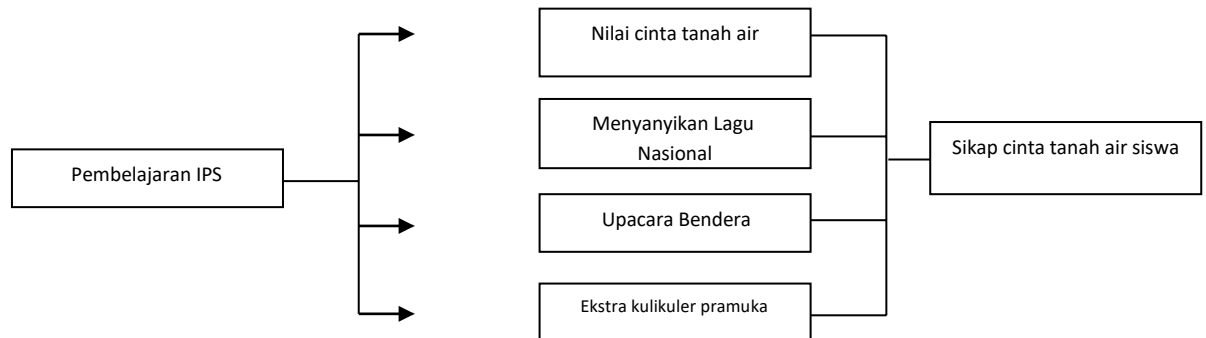 Pembelajaran IPS
Nilai cinta tanah air
Menyanyikan Lagu
Nasional
Upacara Bendera
Ekstra kulikuler pramuka
Sikap cinta tanah air siswa